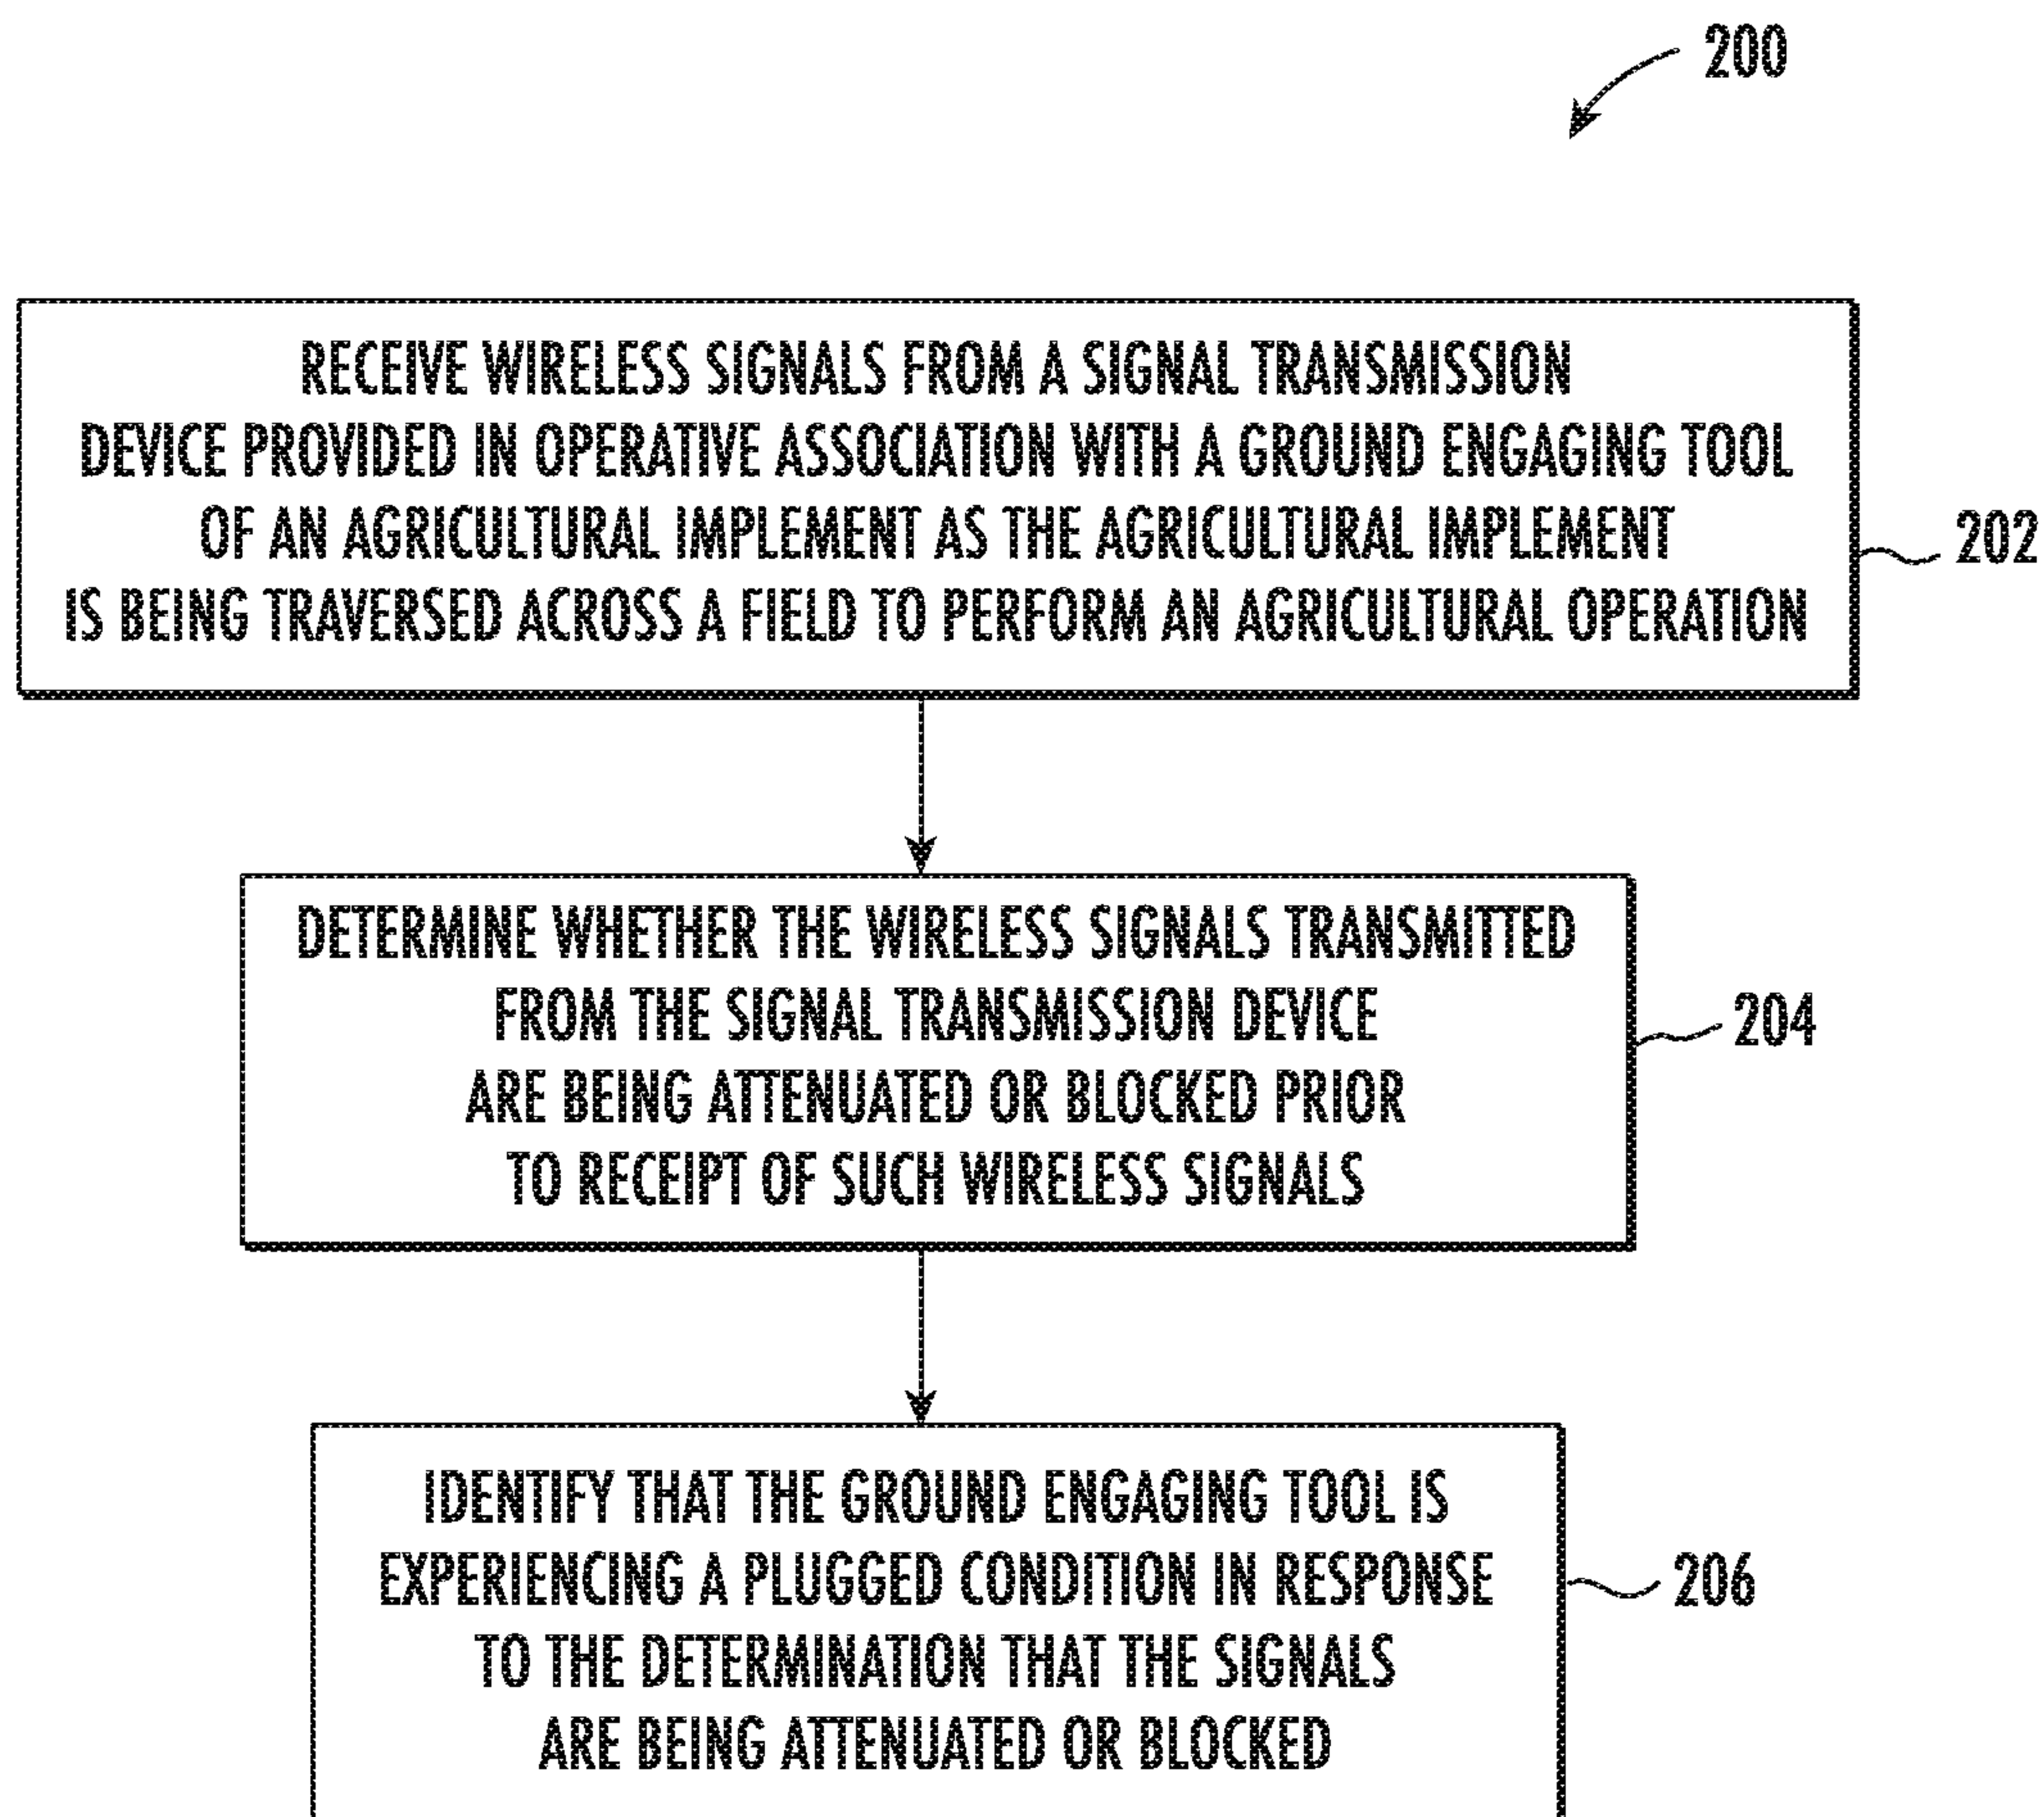 200
RECEIVE WIRELESS SIGNALS FROM A SIGNAL TRANSMISSION
DEVICE PROVIDED IN OPERATIVE ASSOCIATION WITH A GROUND ENGAGING TOOL
OF AN AGRICULTURAL IMPLEMENT AS THE AGRICULTURAL IMPLEMENT
IS BEING TRAVERSED ACROSS A FIELD TO PERFORM AN AGRICULTURAL OPERATION
202
DETERMINE WHETHER THE WIRELESS SIGNALS TRANSMITTED
FROM THE SIGNAL TRANSMISSION DEVICE
ARE BEING ATTENUATED OR BLOCKED PRIOR
TO RECEIPT OF SUCH WIRELESS SIGNALS
204
IDENTIFY THAT THE GROUND ENGAGING TOOL IS
EXPERIENCING A PLUGGED CONDITION IN RESPONSE
TO THE DETERMINATION THAT THE SIGNALS
ARE BEING ATTENUATED OR BLOCKED
206